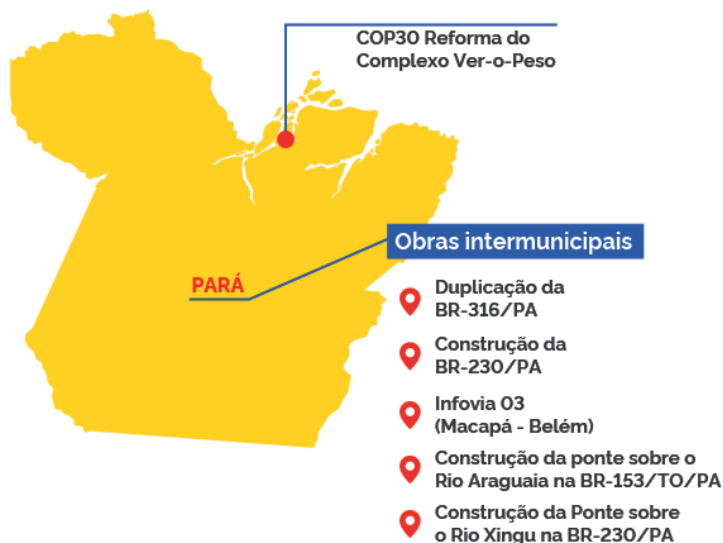 COP30 Reforma do
Complexo Ver-o-Peso
Obras intermunicipais
PARÁ
Duplicação da
BR-316/PA
Construção da
BR-230/PA
Infovia 03
(Macapá - Belém)
Construção da ponte sobre o
Rio Araguaia na BR-153/TO/PA
Construção da Ponte sobre
o Rio Xingu na BR-230/PA